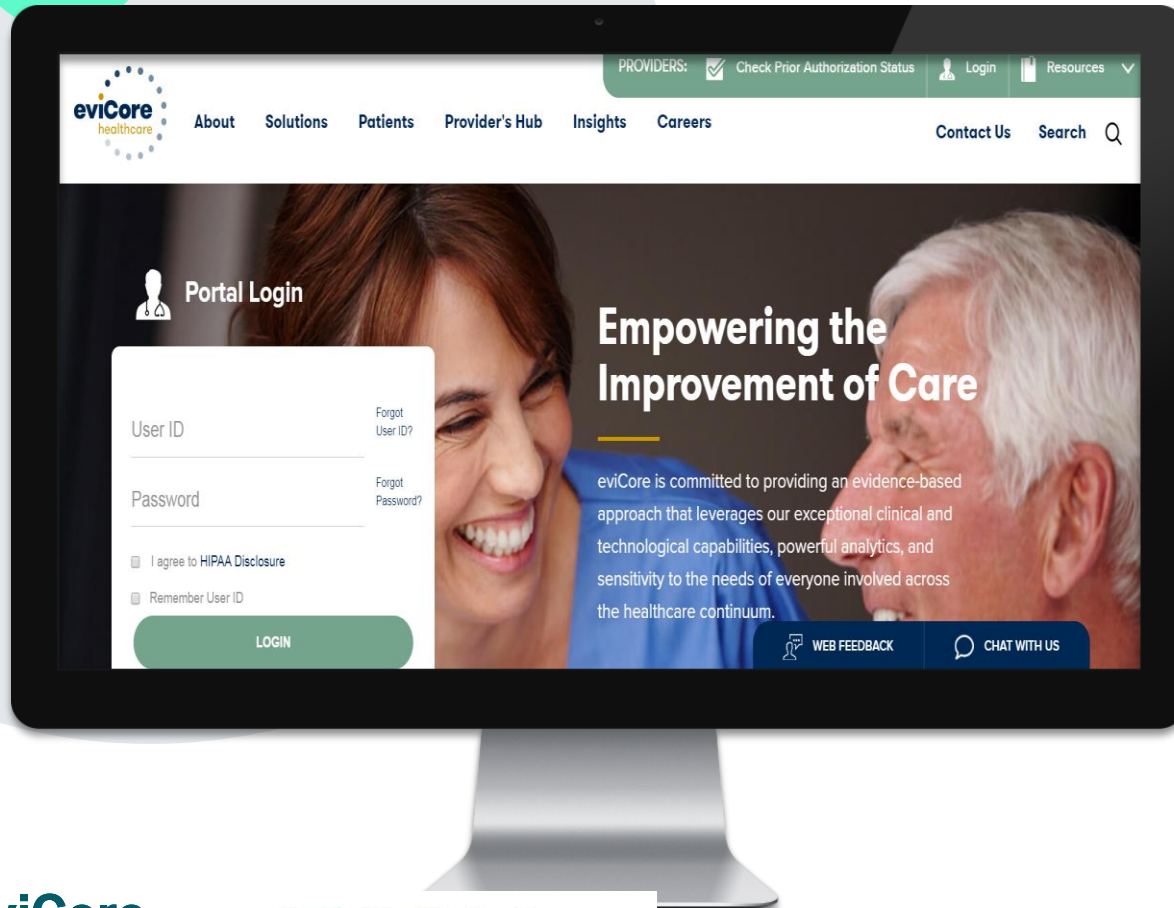 PROVIDERS: Check Prior Authorization Status Login Resources
eviCore
healthcare
About Solutions Patients Provider's Hub Insights Careers
Contact Us Search
Portal Login
User ID
Forgot
User ID?
Password
Forgot
Password?
I agree to HIPAA Disclosure
Remember User ID
LOGIN
Empowering the
Improvement of Care
eviCore is committed to providing an evidence-based
approach that leverages our exceptional clinical and
technological capabilities, powerful analytics, and
sensitivity to the needs of everyone involved across
the healthcare continuum.
WEB FEEDBACK CHAT WITH US